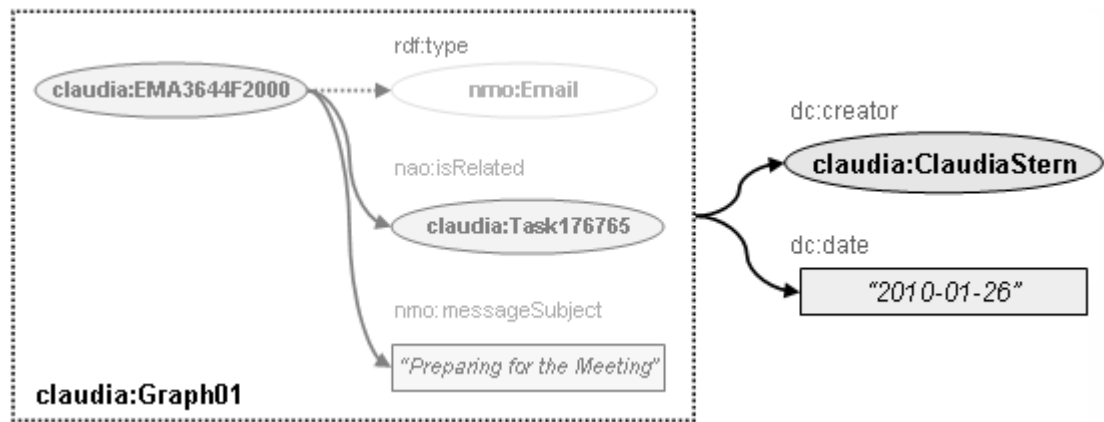 rdf:type
claudia:EMA3644F2000
nmo:Email
dc:creator
claudia:ClaudiaStern
nao:isRelated
claudia:Task176765
dc:date
"2010-01-26"
nmo:messageSubject
"Preparing for the Meeting"
claudia:Graph01